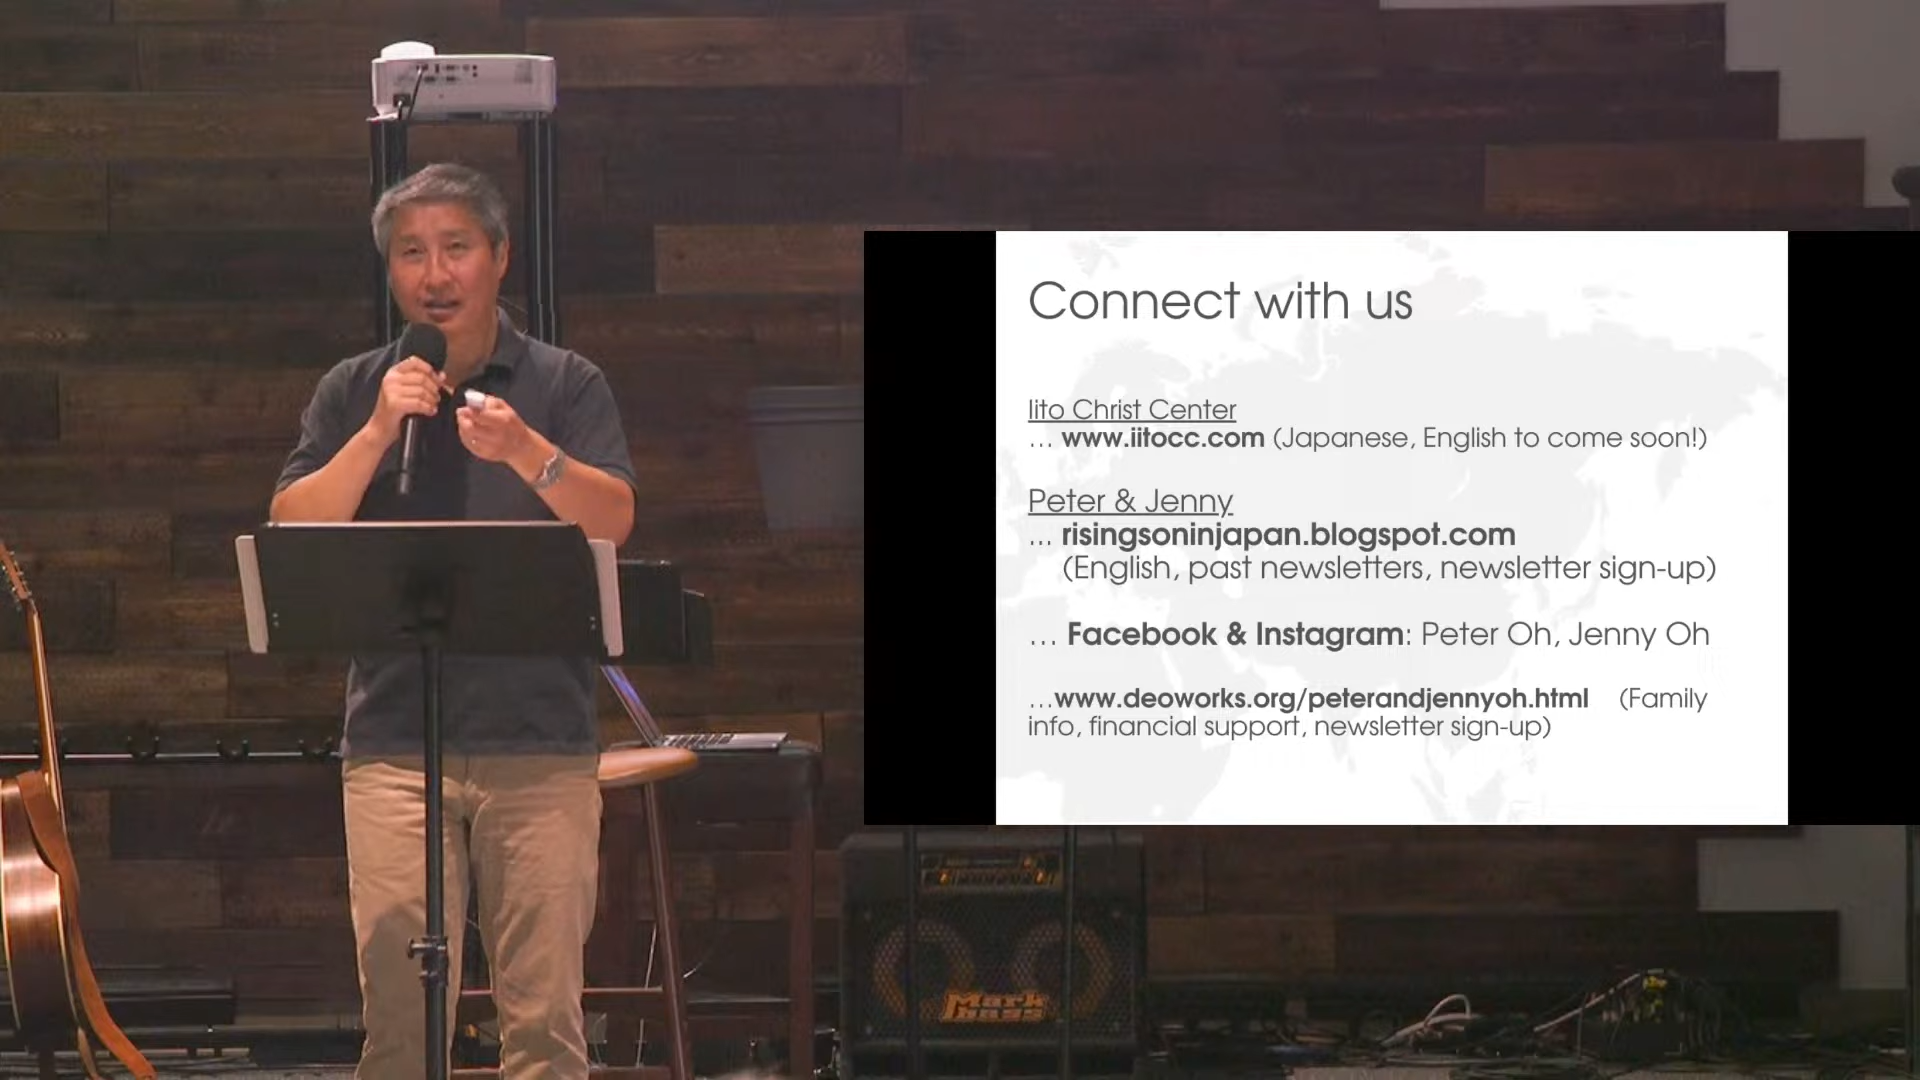 Connect with us
Iito Christ Center
... www.iitocc.com (Japanese, English to come soon!)
Peter & Jenny
... risingsoninjapan.blogspot.com
(English, past newsletters, newsletter sign-up)
... Facebook & Instagram: Peter Oh, Jenny Oh
...www.deoworks.org/peterandjennyoh.html (Family
info, financial support, newsletter sign-up)
Mark
bass